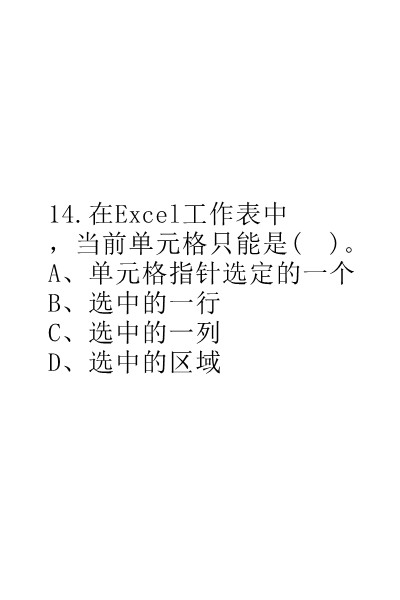 14.在Excel工作表中
，当前单元格只能是(  )。
A、单元格指针选定的一个
B、选中的一行
C、选中的一列
D、选中的区域